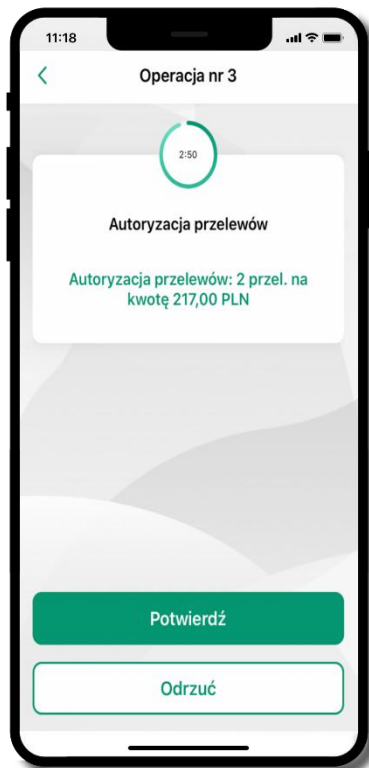 11:18
Operacja nr 3
2:50
Autoryzacja przelewów
Autoryzacja przelewów: 2 przel. na
kwotę 217,00 PLN
Potwierdź
Odrzuć